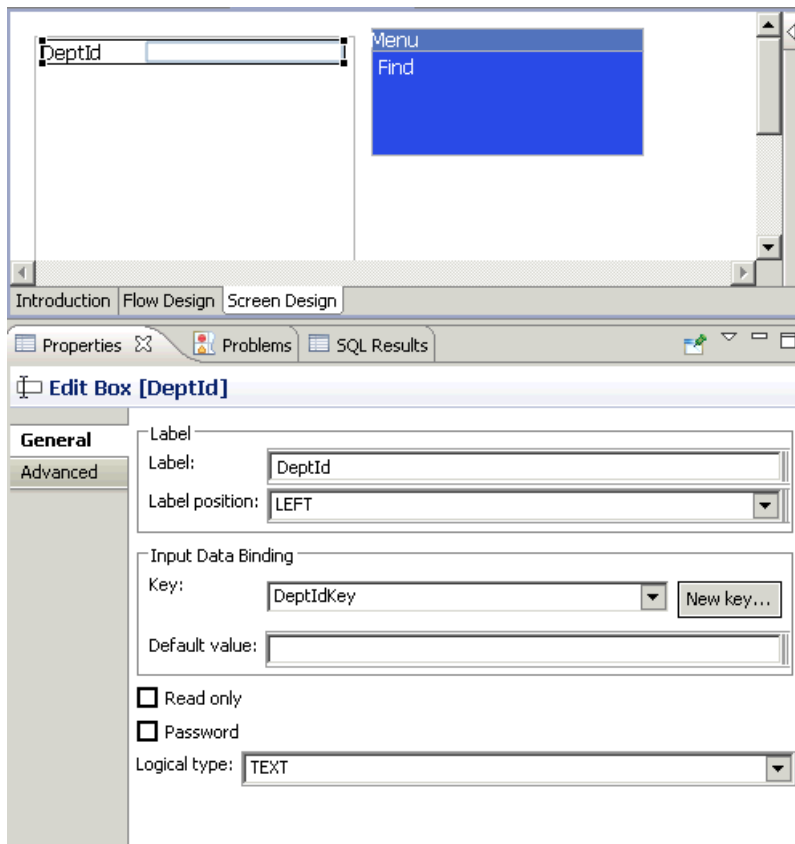 DeptId
Menu
Find
Introduction Flow Design Screen Design
Properties Problems SQL Results
Edit Box [DeptId]
General
Advanced
Label
Label: DeptId
Label position: LEFT
Input Data Binding
Key: DeptIdKey New key...
Default value:
Read only
Password
Logical type: TEXT